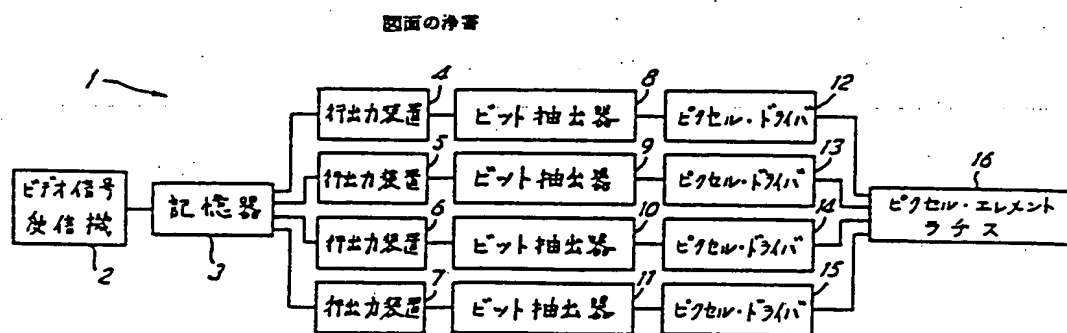 図面の浄書
1
4
8
12
行出力装置
ビット抽出器
ピクセル・ドライバ
5
9
13
行出力装置
ビット抽出器
ピクセル・ドライバ
16
ビデオ信号
受信機
記憶器
ピクセル・エレメント
ラチス
2
3
6
10
14
行出力装置
ビット抽出器
ピクセル・ドライバ
7
11
15
行出力装置
ビット抽出器
ピクセル・ドライバ